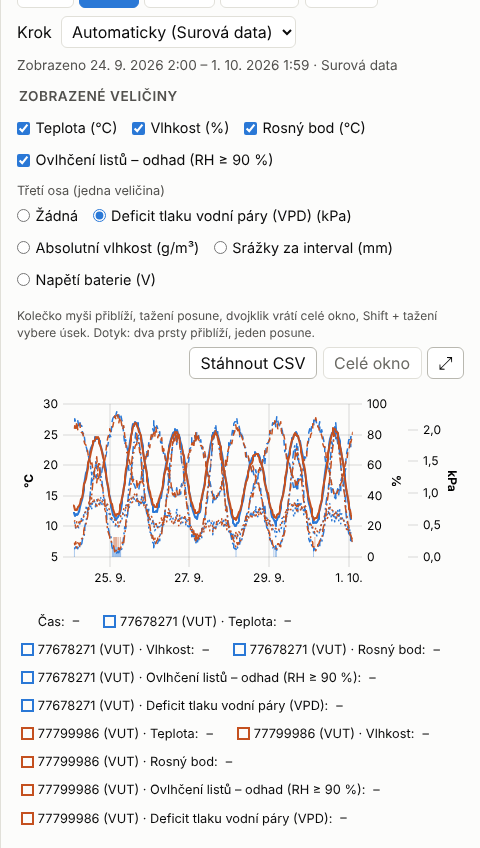 Krok Automaticky (Surová data)
Zobrazeno 24. 9. 2026 2:00 – 1. 10. 2026 1:59 · Surová data
ZOBRAZENÉ VELIČINY
Teplota (°C) Vlhkost (%) Rosný bod (°C)
Ovlhčení listů – odhad (RH ≥ 90 %)
Třetí osa (jedna veličina)
Žádná Deficit tlaku vodní páry (VPD) (kPa)
Absolutní vlhkost (g/m³) Srážky za interval (mm)
Napětí baterie (V)
Kolečko myši přiblíží, tažení posune, dvojklik vrátí celé okno, Shift + tažení
vybere úsek. Dotyk: dva prsty přiblíží, jeden posune.
Stáhnout CSV Celé okno
30 100
25 80 2,0
20 60 1,5
°C % kPa
15 40 1,0
10 20 0,5
5 0 0,0
25. 9. 27. 9. 29. 9. 1. 10.
Čas: – 77678271 (VUT) · Teplota: –
77678271 (VUT) · Vlhkost: – 77678271 (VUT) · Rosný bod: –
77678271 (VUT) · Ovlhčení listů – odhad (RH ≥ 90 %): –
77678271 (VUT) · Deficit tlaku vodní páry (VPD): –
77799986 (VUT) · Teplota: – 77799986 (VUT) · Vlhkost: –
77799986 (VUT) · Rosný bod: –
77799986 (VUT) · Ovlhčení listů – odhad (RH ≥ 90 %): –
77799986 (VUT) · Deficit tlaku vodní páry (VPD): –